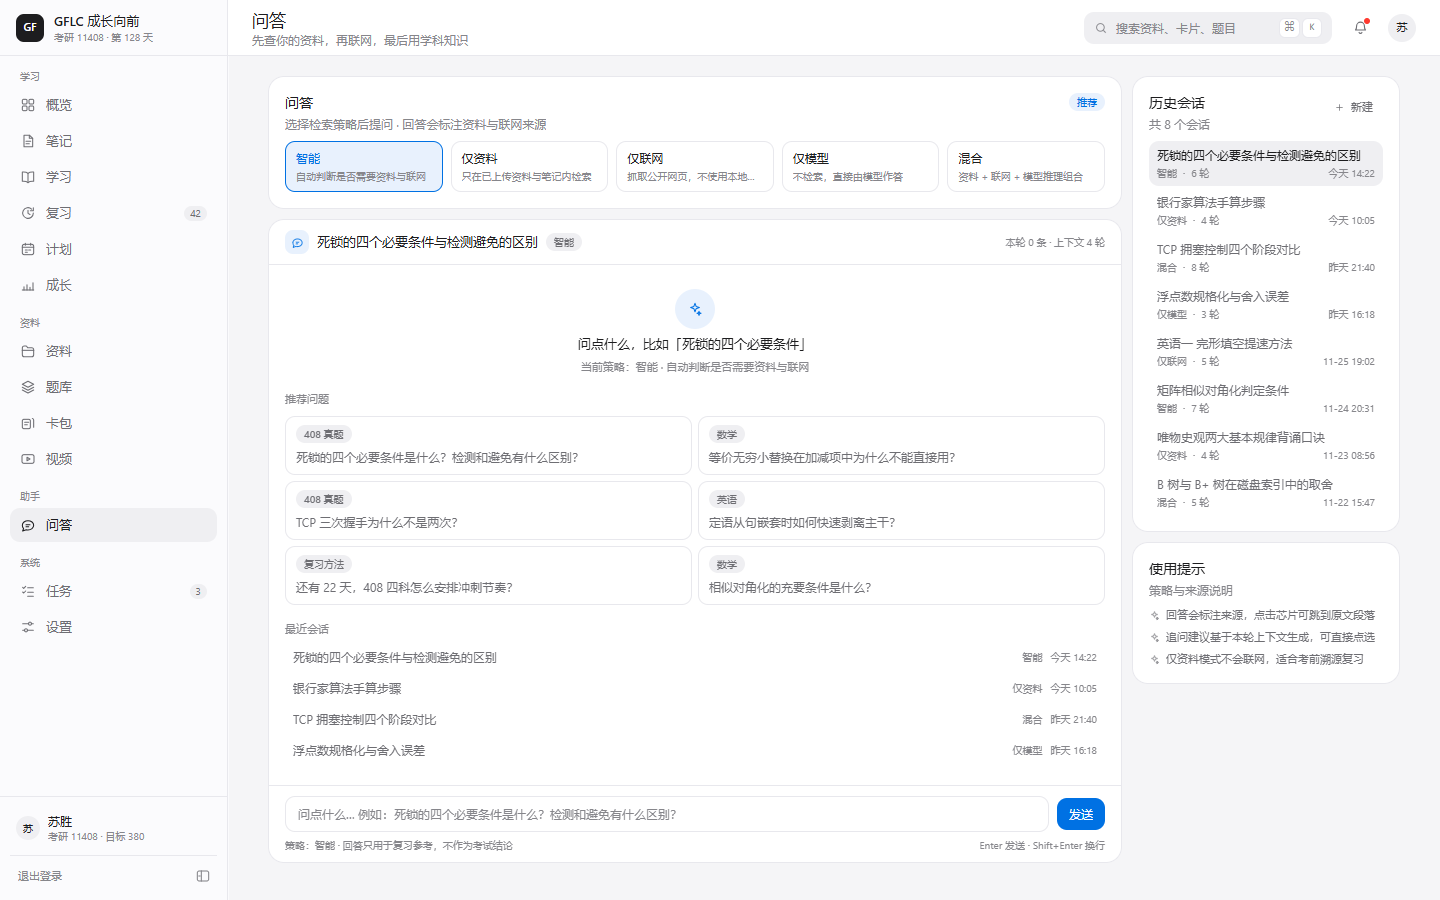 GF
GFLC 成长向前
考研 11408 · 第 128 天
学习
概览
笔记
学习
复习
42
计划
成长
资料
资料
题库
卡包
视频
助手
问答
系统
任务
3
设置
苏
苏胜
考研 11408 · 目标 380
退出登录
问答
先查你的资料，再联网，最后用学科知识
搜索资料、卡片、题目
⌘ K
苏
问答
推荐
选择检索策略后提问 · 回答会标注资料与联网来源
智能
自动判断是否需要资料与联网
仅资料
只在已上传资料与笔记内检索
仅联网
抓取公开网页，不使用本地...
仅模型
不检索，直接由模型作答
混合
资料 + 联网 + 模型推理组合
死锁的四个必要条件与检测避免的区别 智能
本轮 0 条 · 上下文 4 轮
问点什么，比如「死锁的四个必要条件」
当前策略：智能 · 自动判断是否需要资料与联网
推荐问题
408 真题
死锁的四个必要条件是什么？检测和避免有什么区别？
数学
等价无穷小替换在加减项中为什么不能直接用？
408 真题
TCP 三次握手为什么不是两次？
英语
定语从句嵌套时如何快速剥离主干？
复习方法
还有 22 天，408 四科怎么安排冲刺节奏？
数学
相似对角化的充要条件是什么？
最近会话
死锁的四个必要条件与检测避免的区别 智能 今天 14:22
银行家算法手算步骤 仅资料 今天 10:05
TCP 拥塞控制四个阶段对比 混合 昨天 21:40
浮点数规格化与舍入误差 仅模型 昨天 16:18
问点什么... 例如：死锁的四个必要条件是什么？检测和避免有什么区别？
发送
策略：智能 · 回答只用于复习参考，不作为考试结论
Enter 发送 · Shift+Enter 换行
历史会话
+ 新建
共 8 个会话
死锁的四个必要条件与检测避免的区别
智能 · 6 轮 今天 14:22
银行家算法手算步骤
仅资料 · 4 轮 今天 10:05
TCP 拥塞控制四个阶段对比
混合 · 8 轮 昨天 21:40
浮点数规格化与舍入误差
仅模型 · 3 轮 昨天 16:18
英语一 完形填空提速方法
仅联网 · 5 轮 11-25 19:02
矩阵相似对角化判定条件
智能 · 7 轮 11-24 20:31
唯物史观两大基本规律背诵口诀
仅资料 · 4 轮 11-23 08:56
B 树与 B+ 树在磁盘索引中的取舍
混合 · 5 轮 11-22 15:47
使用提示
策略与来源说明
回答会标注来源，点击芯片可跳到原文段落
追问建议基于本轮上下文生成，可直接点选
仅资料模式不会联网，适合考前溯源复习